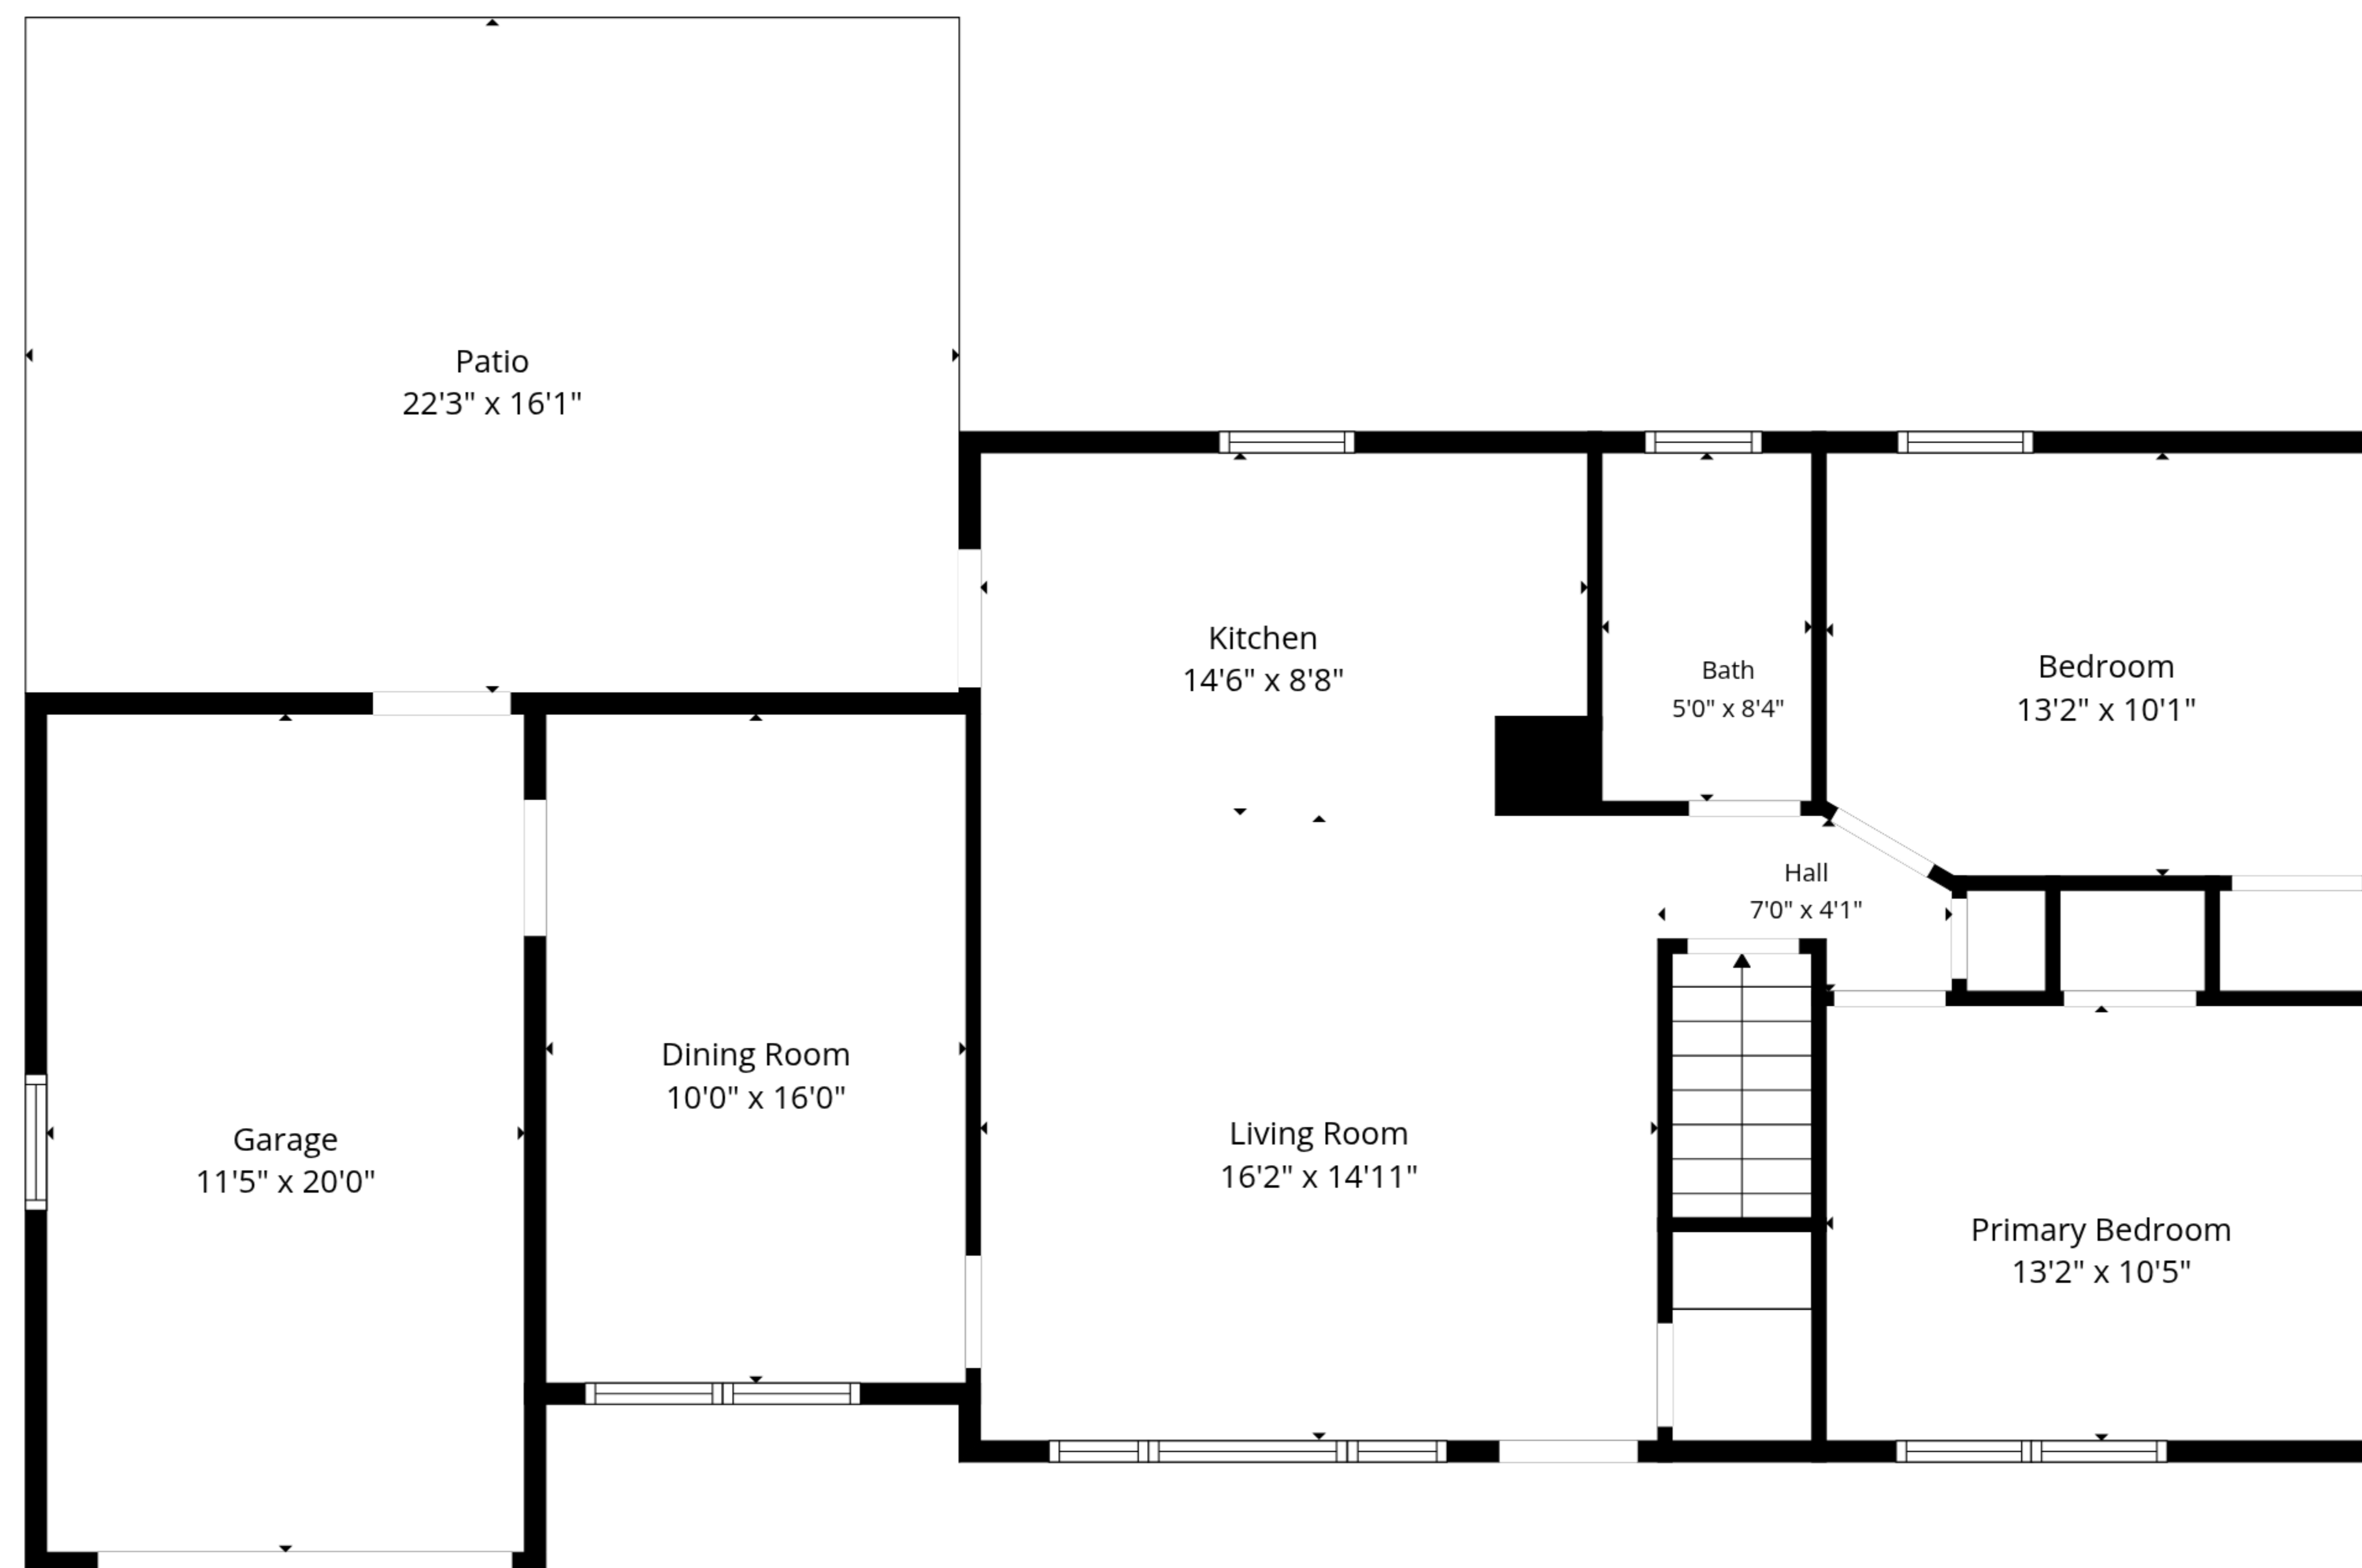 Patio
22'3" x 16'1"
Kitchen
14'6" x 8'8"
Bath
5'0" x 8'4"
Bedroom
13'2" x 10'1"
Hall
7'0" x 4'1"
Dining Room
10'0" x 16'0"
Garage
11'5" x 20'0"
Living Room
16'2" x 14'11"
Primary Bedroom
13'2" x 10'5"